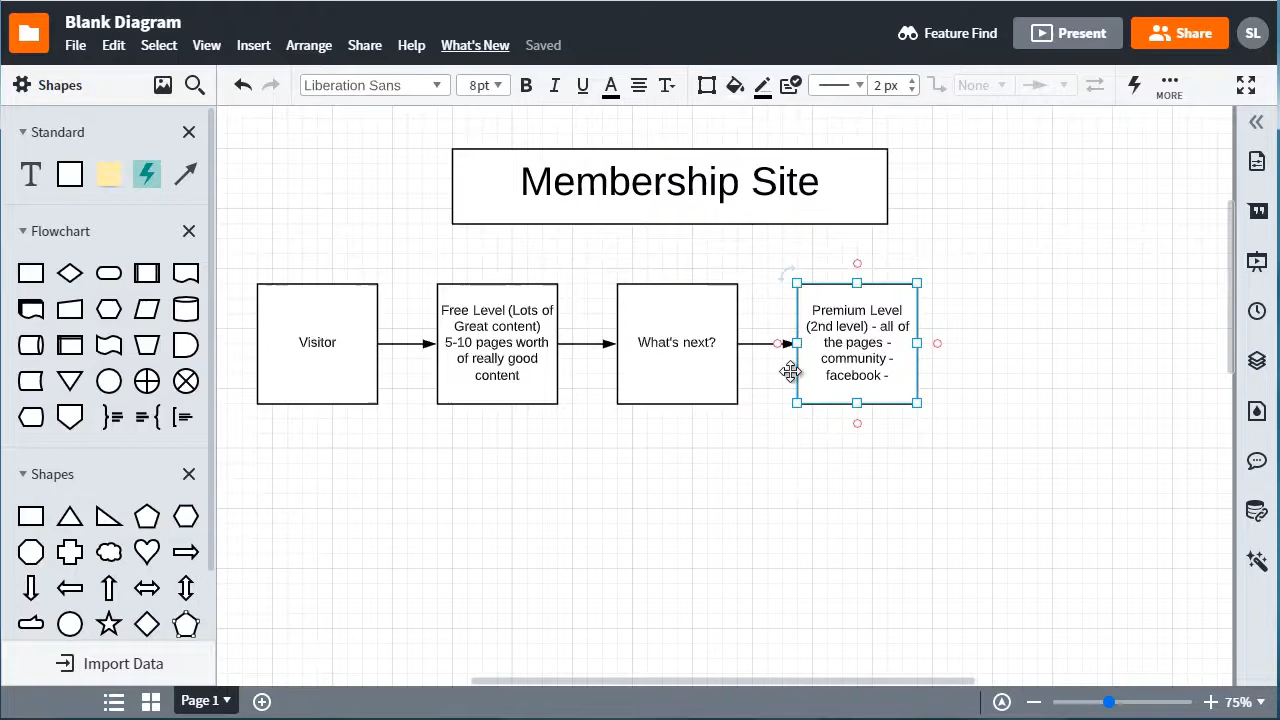 Blank Diagram
File Edit Select View Insert Arrange Share Help What's New Saved
Feature Find
Present
Share
SL
Shapes
Liberation Sans
8pt
B I U A T
2 px
None
MORE
Standard
T
Flowchart
Shapes
Import Data
Membership Site
Visitor
Free Level (Lots of
Great content)
5-10 pages worth
of really good
content
What's next?
Premium Level
(2nd level) - all of
the pages -
community -
facebook -
Page 1
75%